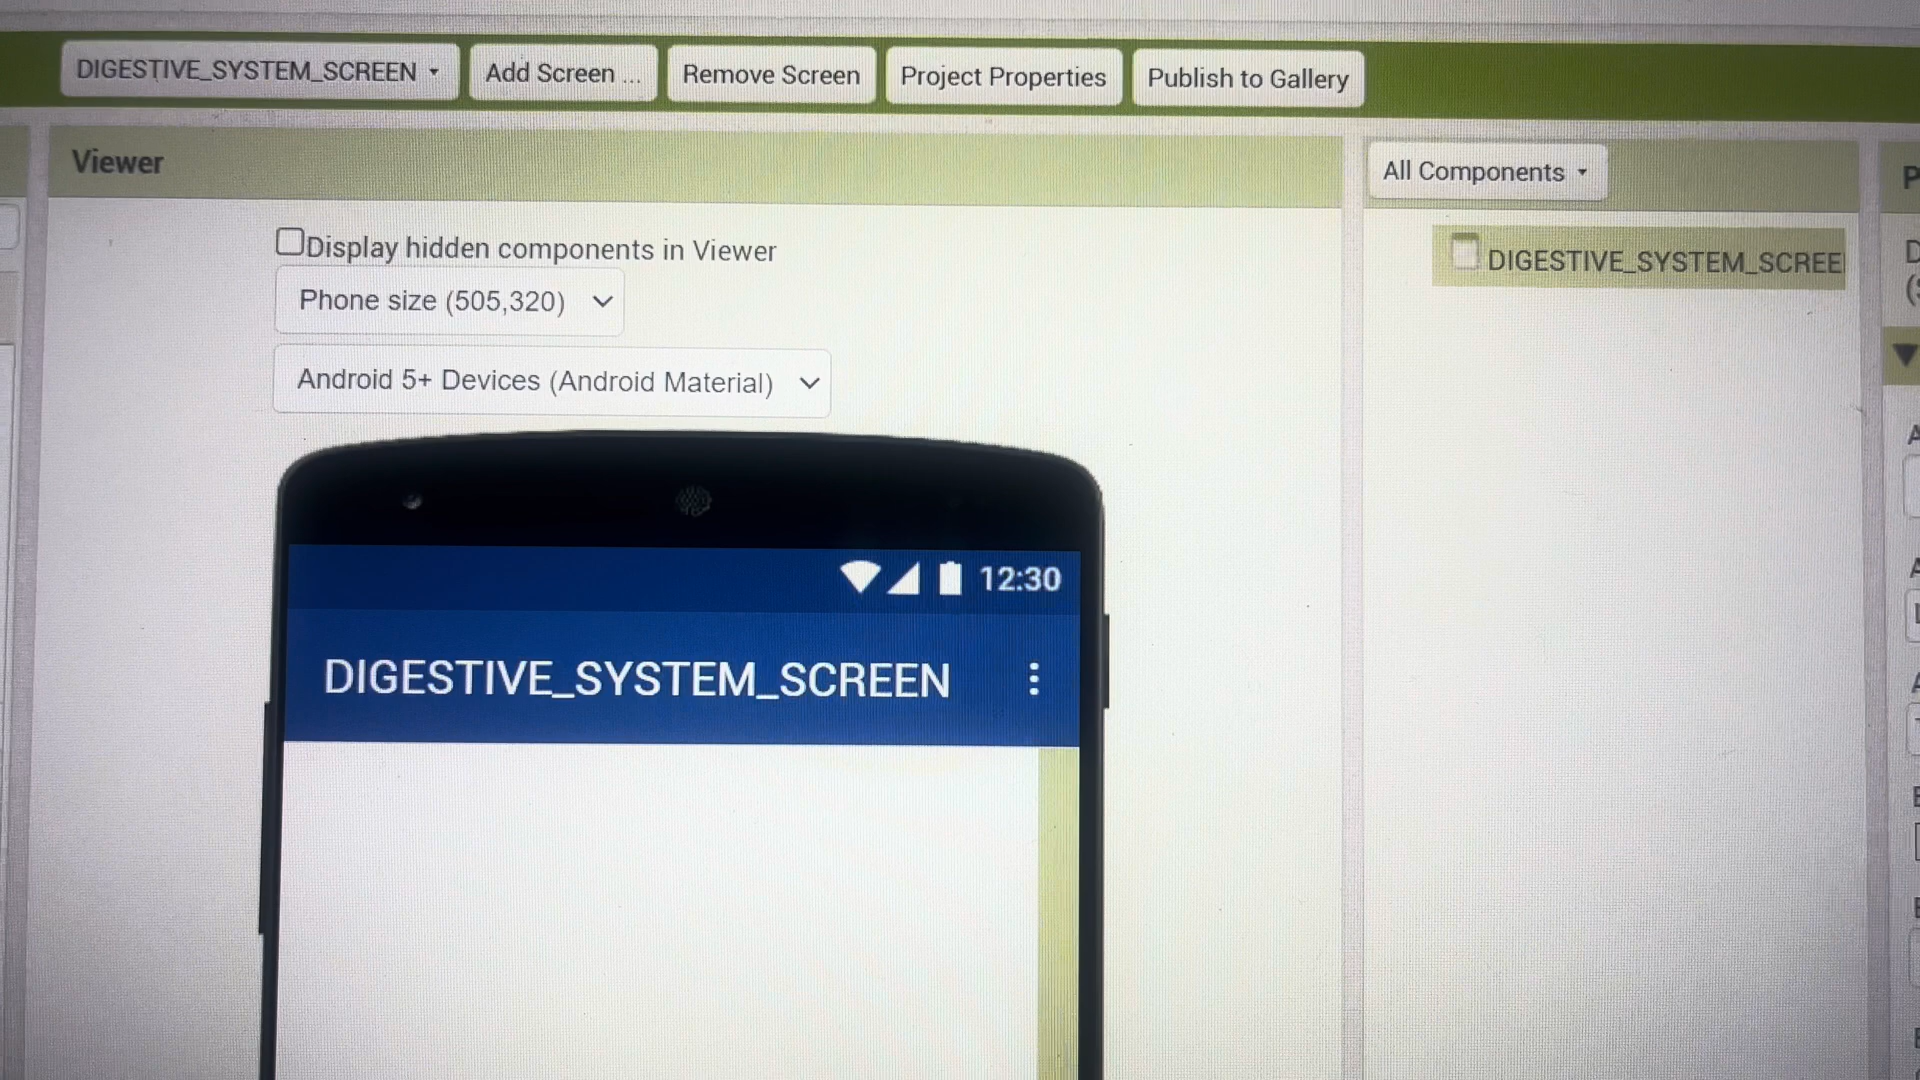 DIGESTIVE_SYSTEM_SCREEN
Add Screen ...
Remove Screen
Project Properties
Publish to Gallery
Viewer
All Components
Display hidden components in Viewer
DIGESTIVE_SYSTEM_SCREE
Phone size (505,320)
Android 5+ Devices (Android Material)
12:30
DIGESTIVE_SYSTEM_SCREEN